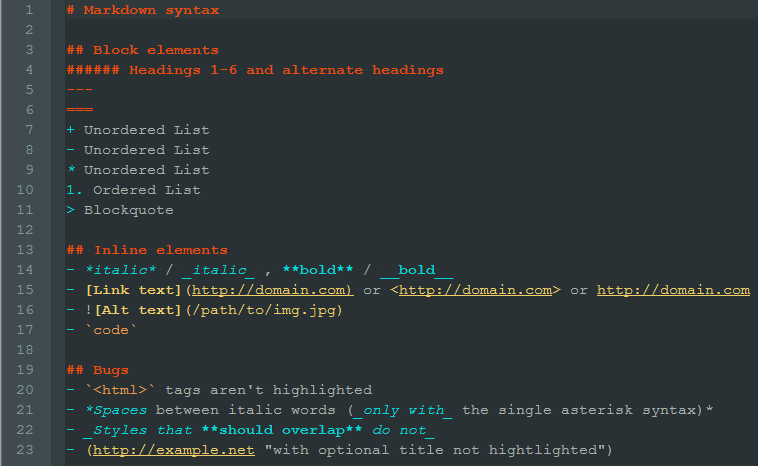 1 # Markdown syntax
2
3 ## Block elements
4 ###### Headings 1-6 and alternate headings
5 ---
6 ===
7 + Unordered List
8 - Unordered List
9 * Unordered List
10 1. Ordered List
11 > Blockquote
12
13 ## Inline elements
14 - *italic* / _italic_ , **bold** / __bold__
15 - [Link text](http://domain.com) or <http://domain.com> or http://domain.com
16 - ![Alt text](/path/to/img.jpg)
17 - `code`
18
19 ## Bugs
20 - `<html>` tags aren't highlighted
21 - *Spaces between italic words (_only with_ the single asterisk syntax)*
22 - _Styles that **should overlap** do not_
23 - (http://example.net "with optional title not hightlighted")